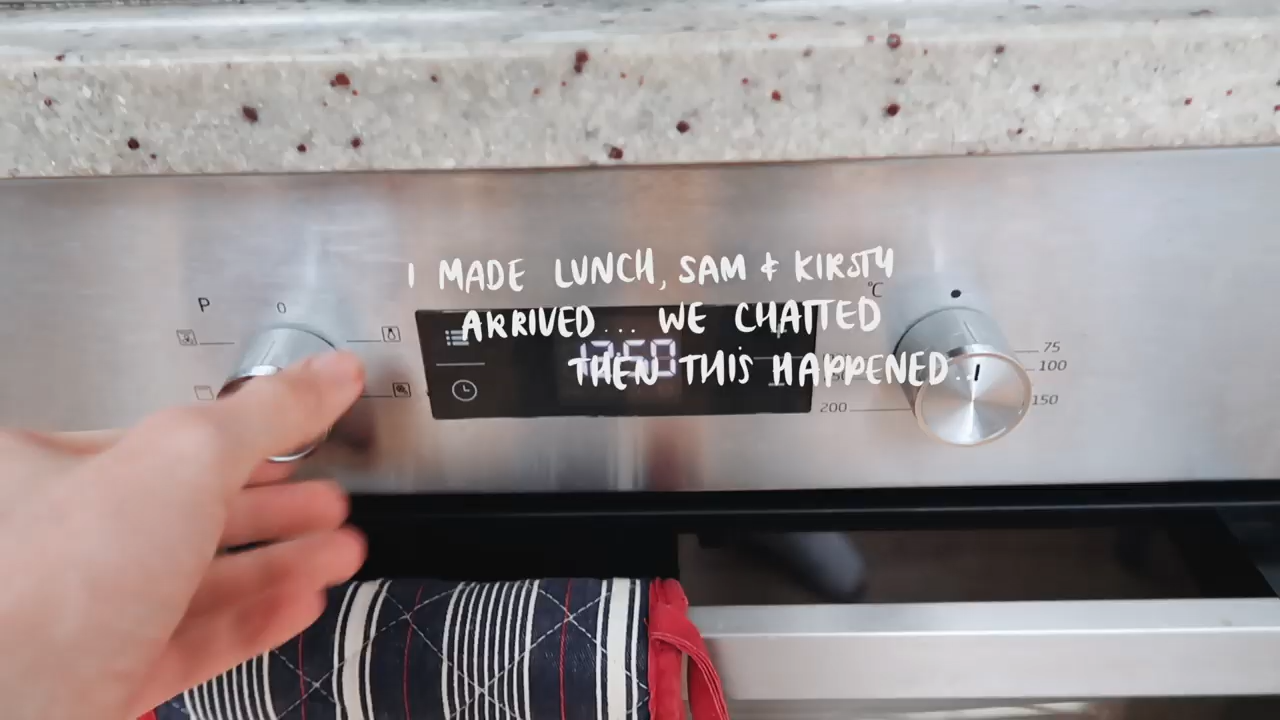 I MADE LUNCH, SAM & KIRSTY
ARRIVED... WE CHATTED
THEN THIS HAPPENED...
P
0
°C
75
100
150
200